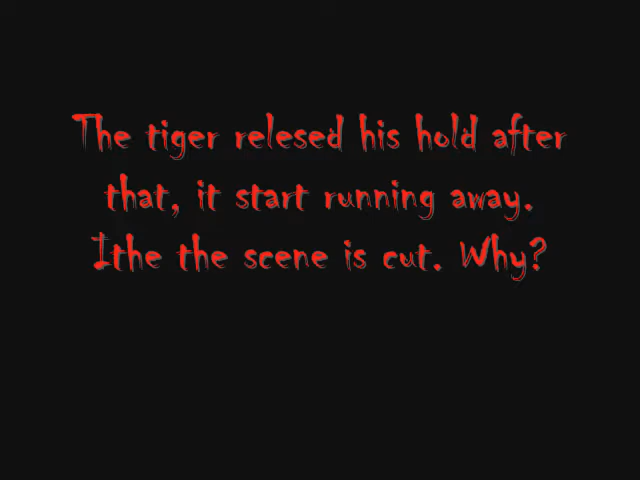 The tiger relesed his hold after
that, it start running away.
Ithe the scene is cut. Why?